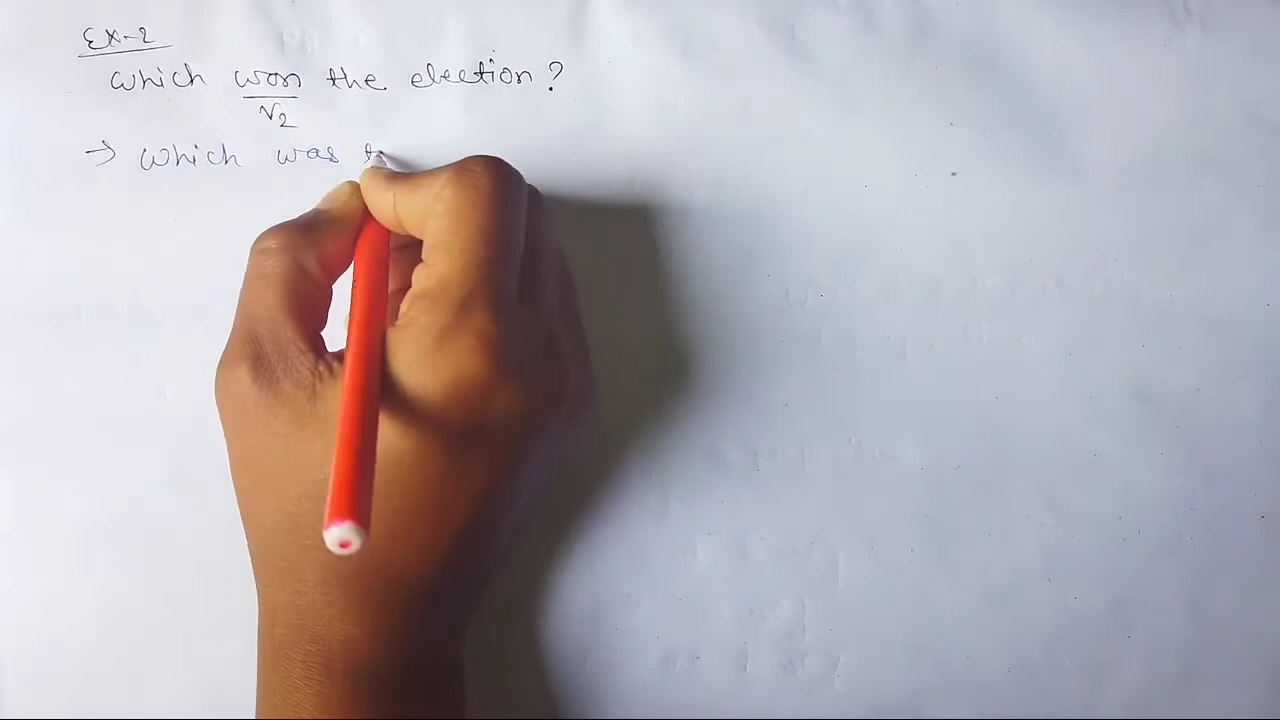 Ex-2
Which won the election?
V2
→ Which was t